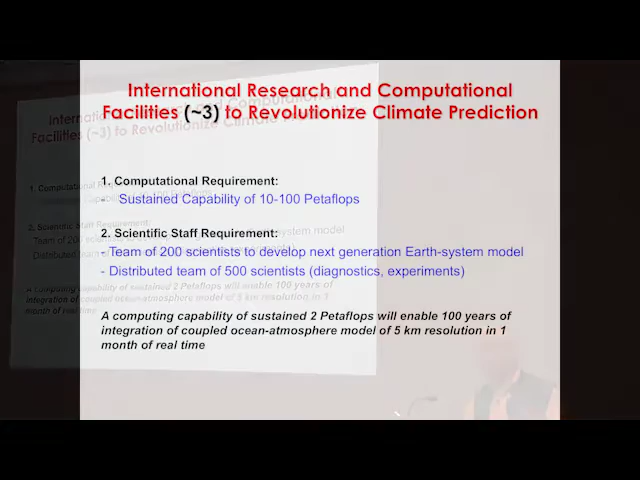 International Research and Computational
Facilities (~3) to Revolutionize Climate Prediction
1. Computational Requirement:
- Sustained Capability of 10-100 Petaflops
2. Scientific Staff Requirement:
- Team of 200 scientists to develop next generation Earth-system model
- Distributed team of 500 scientists (diagnostics, experiments)
A computing capability of sustained 2 Petaflops will enable 100 years of
integration of coupled ocean-atmosphere model of 5 km resolution in 1
month of real time